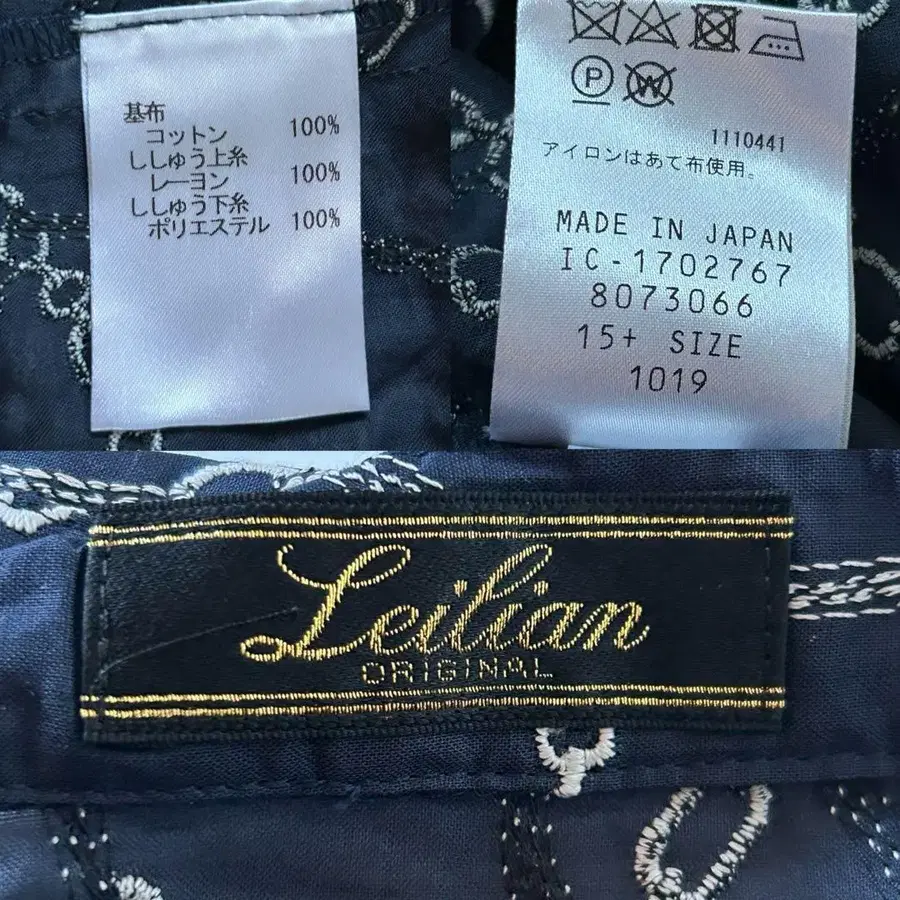 基布
コットン 100%
ししゅう上糸
レーヨン 100%
ししゅう下糸
ポリエステル 100%
P
W
1110441
アイロンはあて布使用。
MADE IN JAPAN
IC-1702767
8073066
15+ SIZE
1019
Leilian
ORIGINAL